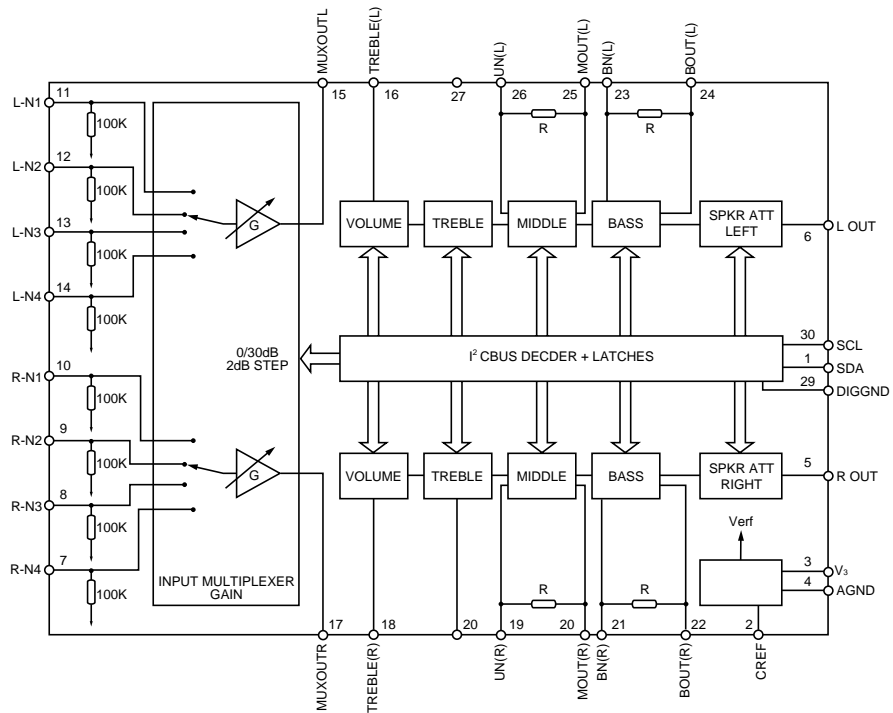 MUXOUTL
TREBLE(L)
UN(L)
MOUT(L)
BN(L)
BOUT(L)
15
16
27
26
25
23
24
L-N1
11
100K
L-N2
12
100K
L-N3
13
100K
L-N4
14
100K
R-N1
10
100K
R-N2
9
100K
R-N3
8
100K
R-N4
7
100K
G
G
0/30dB
2dB STEP
INPUT MULTIPLEXER
GAIN
R
R
VOLUME
TREBLE
MIDDLE
BASS
SPKR ATT
LEFT
6
L OUT
I² CBUS DECDER + LATCHES
30
SCL
1
SDA
29
DIGGND
VOLUME
TREBLE
MIDDLE
BASS
SPKR ATT
RIGHT
5
R OUT
Verf
3
V₃
4
AGND
R
R
17
18
20
19
20
21
22
2
MUXOUTR
TREBLE(R)
UN(R)
MOUT(R)
BN(R)
BOUT(R)
CREF